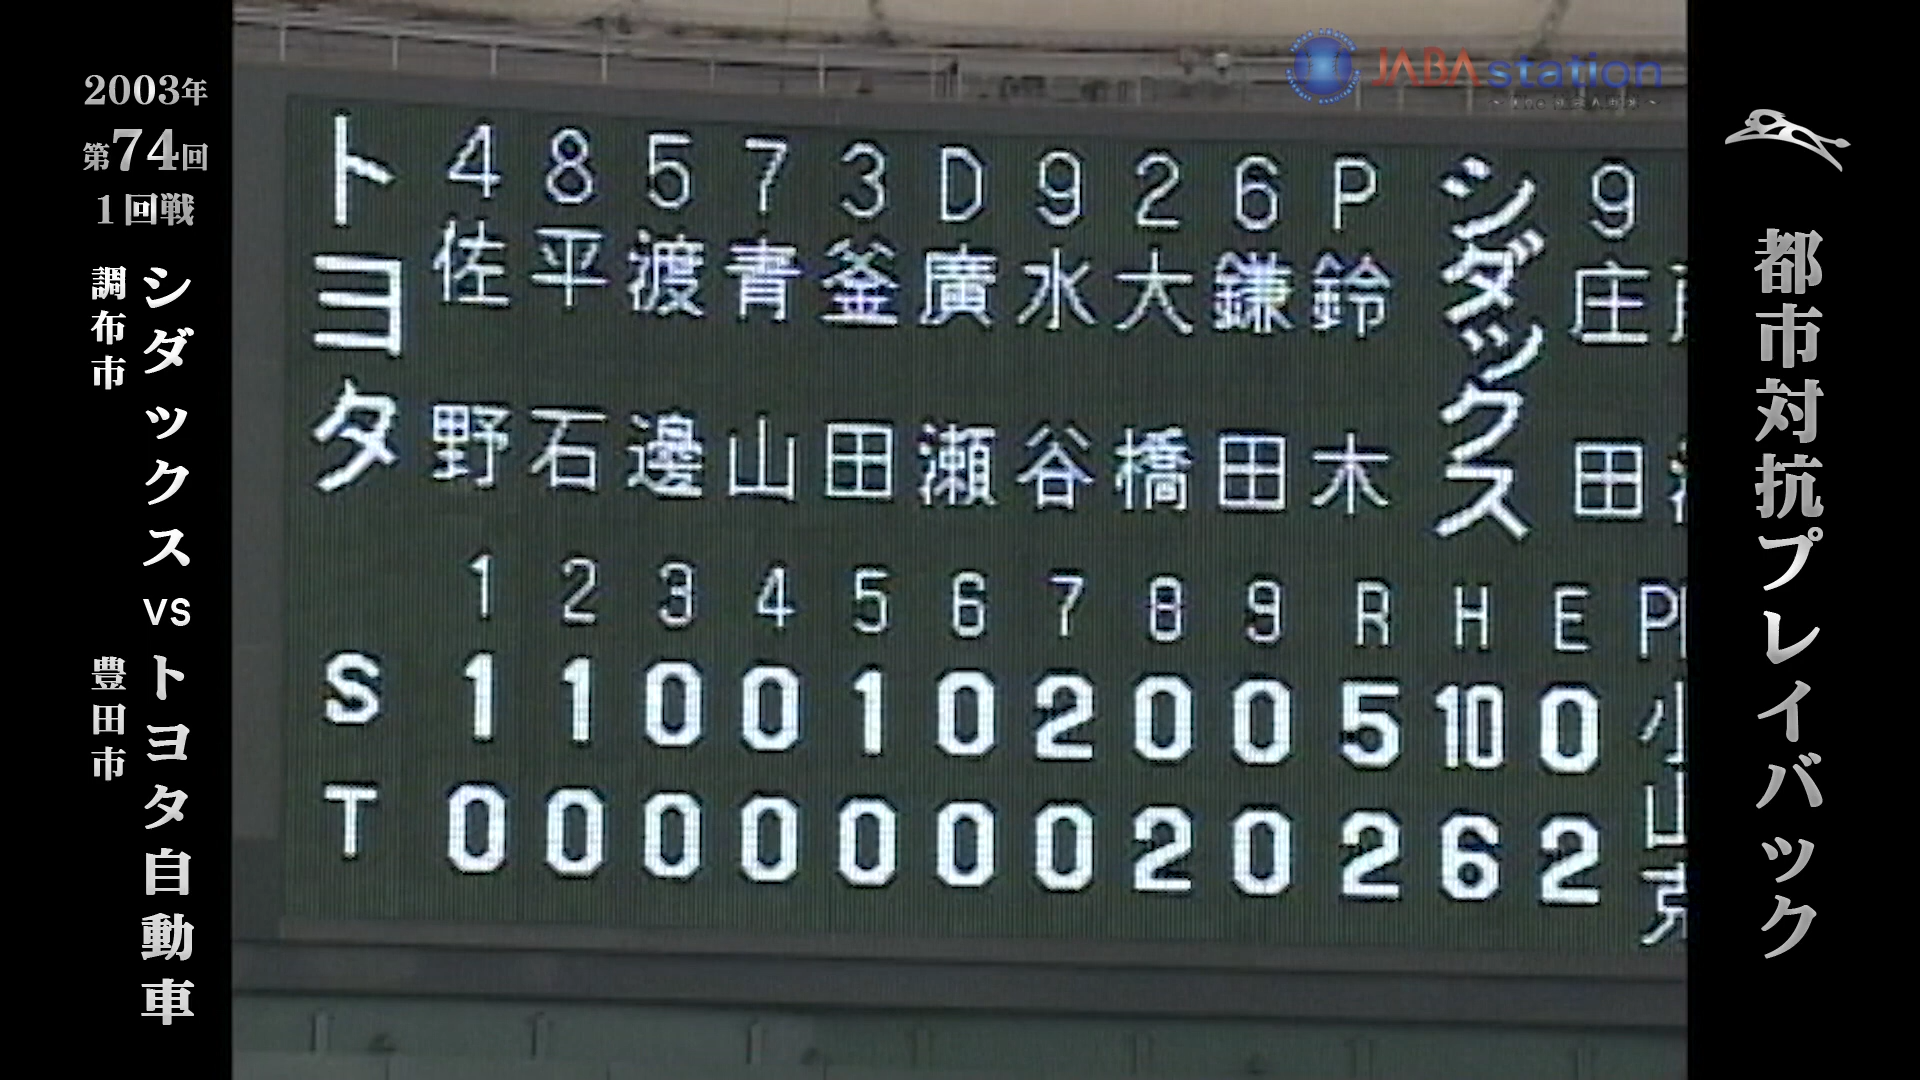 2003年
第74回
1回戦
調布市
シダックス vs トヨタ自動車
豊田市
JABA station
都市対抗プレイバック
トヨタ
4 佐野
8 平石
5 渡邊
7 青山
3 釜田
D 廣瀬
9 水谷
2 大橋
6 鎌田
P 鈴木
シダックス
9 庄田
1 2 3 4 5 6 7 8 9 R H E
S 1 1 0 0 1 0 2 0 0 5 10 0
T 0 0 0 0 0 0 0 2 0 2 6 2
小山